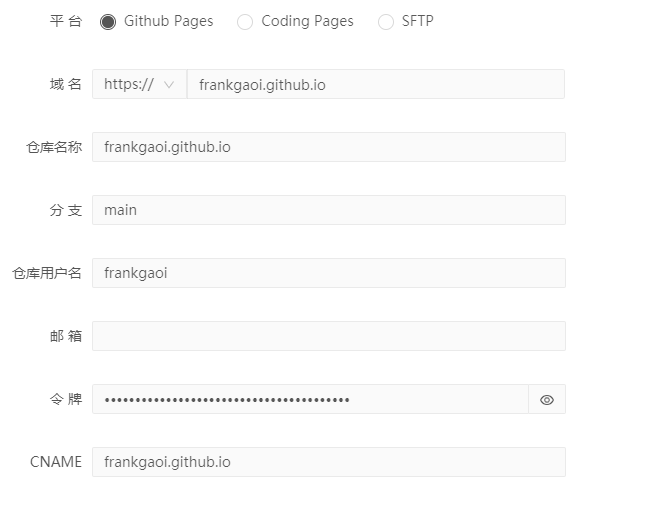 平 台 Github Pages Coding Pages SFTP
域 名 https:// frankgaoi.github.io
仓库名称 frankgaoi.github.io
分 支 main
仓库用户名 frankgaoi
邮 箱
令 牌 ••••••••••••••••••••••••••••••••••••••••
CNAME frankgaoi.github.io